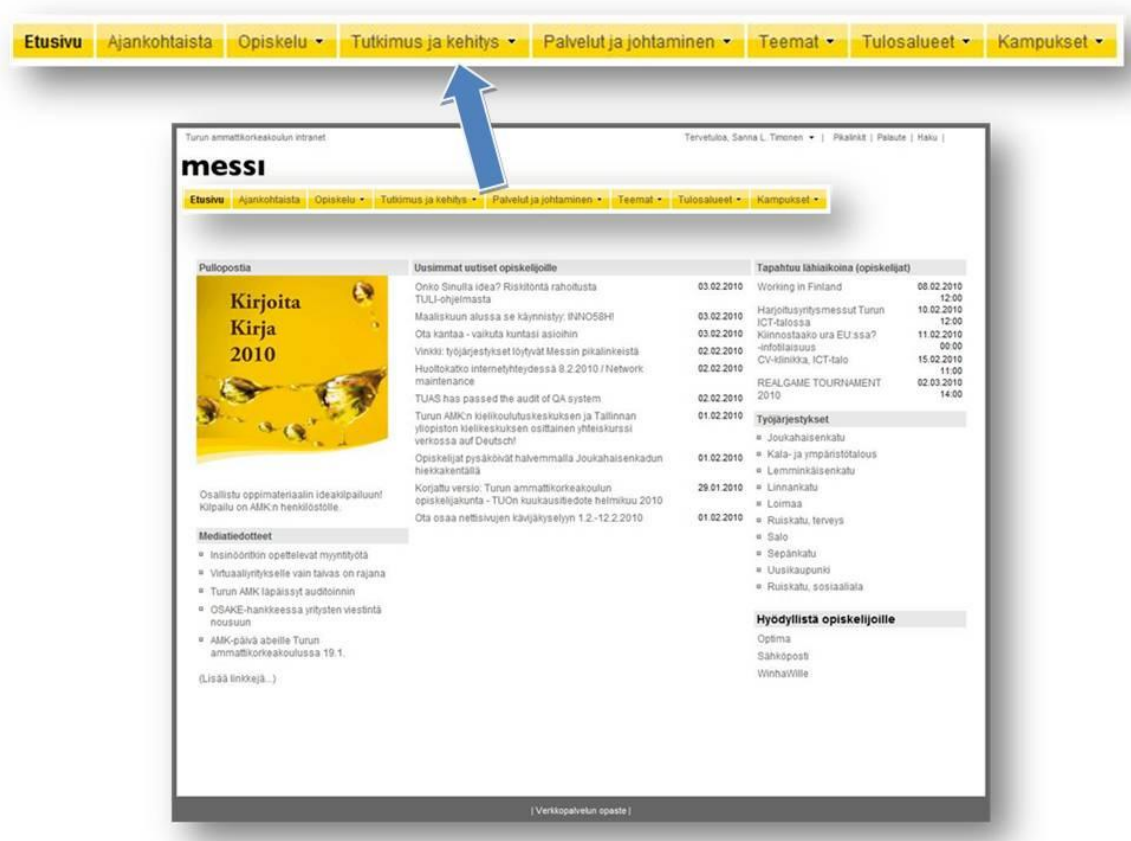 Etusivu Ajankohtaista Opiskelu Tutkimus ja kehitys Palvelut ja johtaminen Teemat Tulosalueet Kampukset
Turun ammattikorkeakoulun intranet
Tervetuloa, Sanna L. Timonen | Pikalinkit | Palaute | Haku |
messi
Etusivu Ajankohtaista Opiskelu Tutkimus ja kehitys Palvelut ja johtaminen Teemat Tulosalueet Kampukset
Pullopostia
Kirjoita
Kirja
2010
Osallistu oppimateriaalin ideakilpailuun!
Kilpailu on AMK:n henkilöstölle.
Mediatiedotteet
Insinööritkin opettelevat myyntityötä
Virtuaaliyritykselle vain taivas on rajana
Turun AMK läpäissyt auditoinnin
OSAKE-hankkeessa yritysten viestintä
nousuun
AMK-päivä abeille Turun
ammattikorkeakoulussa 19.1.
(Lisää linkkejä...)
Uusimmat uutiset opiskelijoille
Onko Sinulla idea? Riskitöntä rahoitusta 03.02.2010
TULI-ohjelmasta
Maaliskuun alussa se käynnistyy: INNO58H! 03.02.2010
Ota kantaa - vaikuta kuntasi asioihin 03.02.2010
Vinkki: työjärjestykset löytyvät Messin pikalinkeistä 02.02.2010
Huoltokatko internetyhteydessä 8.2.2010 / Network 02.02.2010
maintenance
TUAS has passed the audit of QA system 02.02.2010
Turun AMK:n kielikoulutuskeskuksen ja Tallinnan 01.02.2010
yliopiston kielikeskuksen osittainen yhteiskurssi
verkossa auf Deutsch!
Opiskelijat pysäköivät halvemmalla Joukahaisenkadun 01.02.2010
hiekkakentällä
Korjattu versio: Turun ammattikorkeakoulun 29.01.2010
opiskelijakunta - TUOn kuukausitiedote helmikuu 2010
Ota osaa nettisivujen kävijäkyselyyn 1.2.-12.2.2010 01.02.2010
Tapahtuu lähiaikoina (opiskelijat)
Working in Finland 08.02.2010
12:00
Harjoitusyritysmessut Turun 10.02.2010
ICT-talossa 12:00
Kiinnostaako ura EU:ssa? 11.02.2010
-infotilaisuus 00:00
CV-klinikka, ICT-talo 15.02.2010
11:00
REALGAME TOURNAMENT 02.03.2010
2010 14:00
Työjärjestykset
Joukahaisenkatu
Kala- ja ympäristötalous
Lemminkäisenkatu
Linnankatu
Loimaa
Ruiskatu, terveys
Salo
Sepänkatu
Uusikaupunki
Ruiskatu, sosiaaliala
Hyödyllistä opiskelijoille
Optima
Sähköposti
WinhaWille
| Verkkopalvelun opaste |